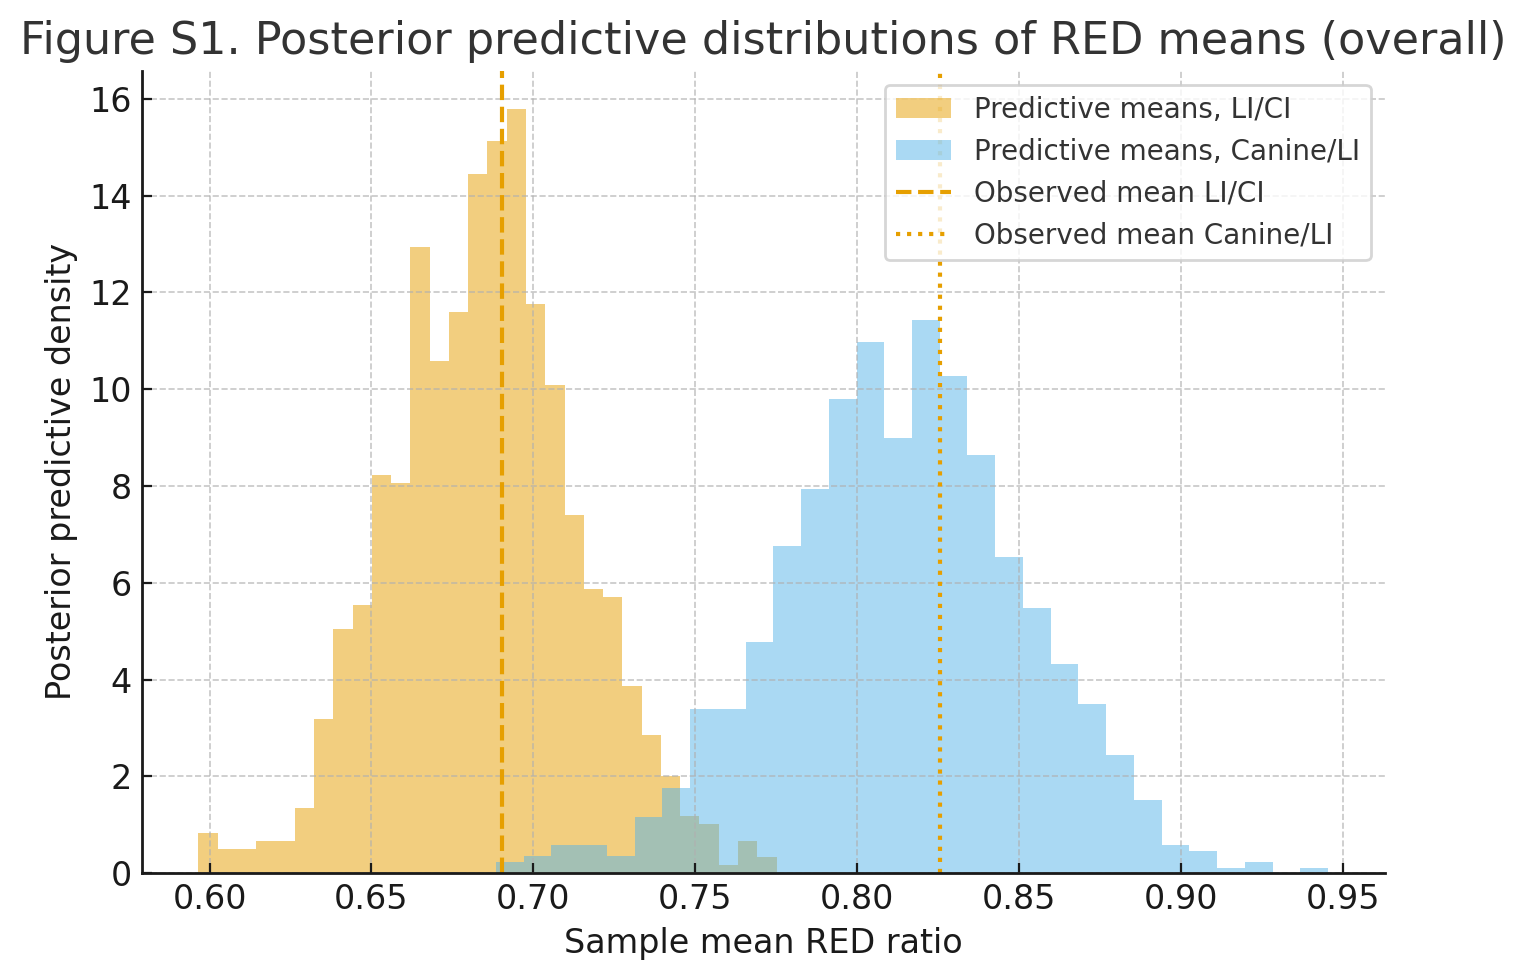 Figure S1. Posterior predictive distributions of RED means (overall)
Predictive means, LI/CI
Predictive means, Canine/LI
Observed mean LI/CI
Observed mean Canine/LI
Posterior predictive density
16
14
12
10
8
6
4
2
0
0.60 0.65 0.70 0.75 0.80 0.85 0.90 0.95
Sample mean RED ratio